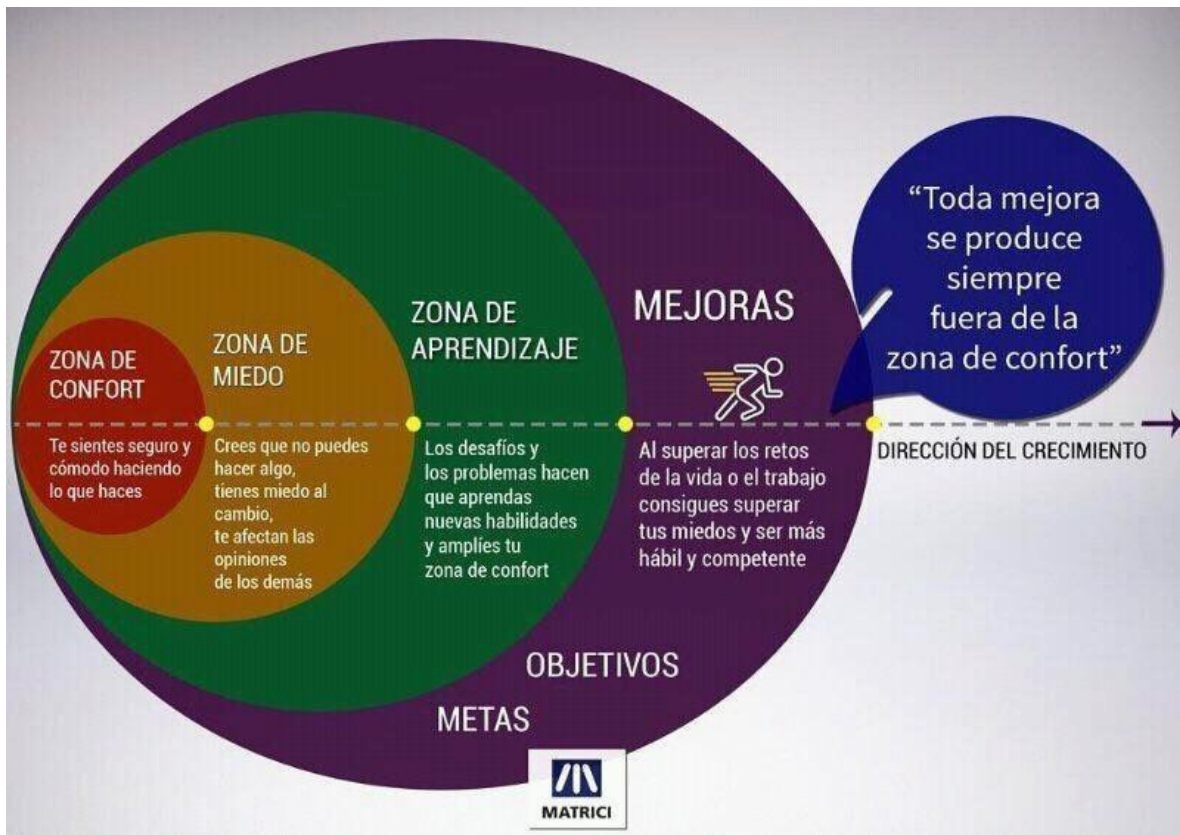 ZONA DE
CONFORT
Te sientes seguro y
cómodo haciendo
lo que haces
ZONA DE
MIEDO
Crees que no puedes
hacer algo,
tienes miedo al
cambio,
te afectan las
opiniones
de los demás
ZONA DE
APRENDIZAJE
Los desafíos y
los problemas hacen
que aprendas
nuevas habilidades
y amplíes tu
zona de confort
MEJORAS
Al superar los retos
de la vida o el trabajo
consigues superar
tus miedos y ser más
hábil y competente
OBJETIVOS
METAS
“Toda mejora
se produce
siempre
fuera de la
zona de confort”
DIRECCIÓN DEL CRECIMIENTO
MATRICI